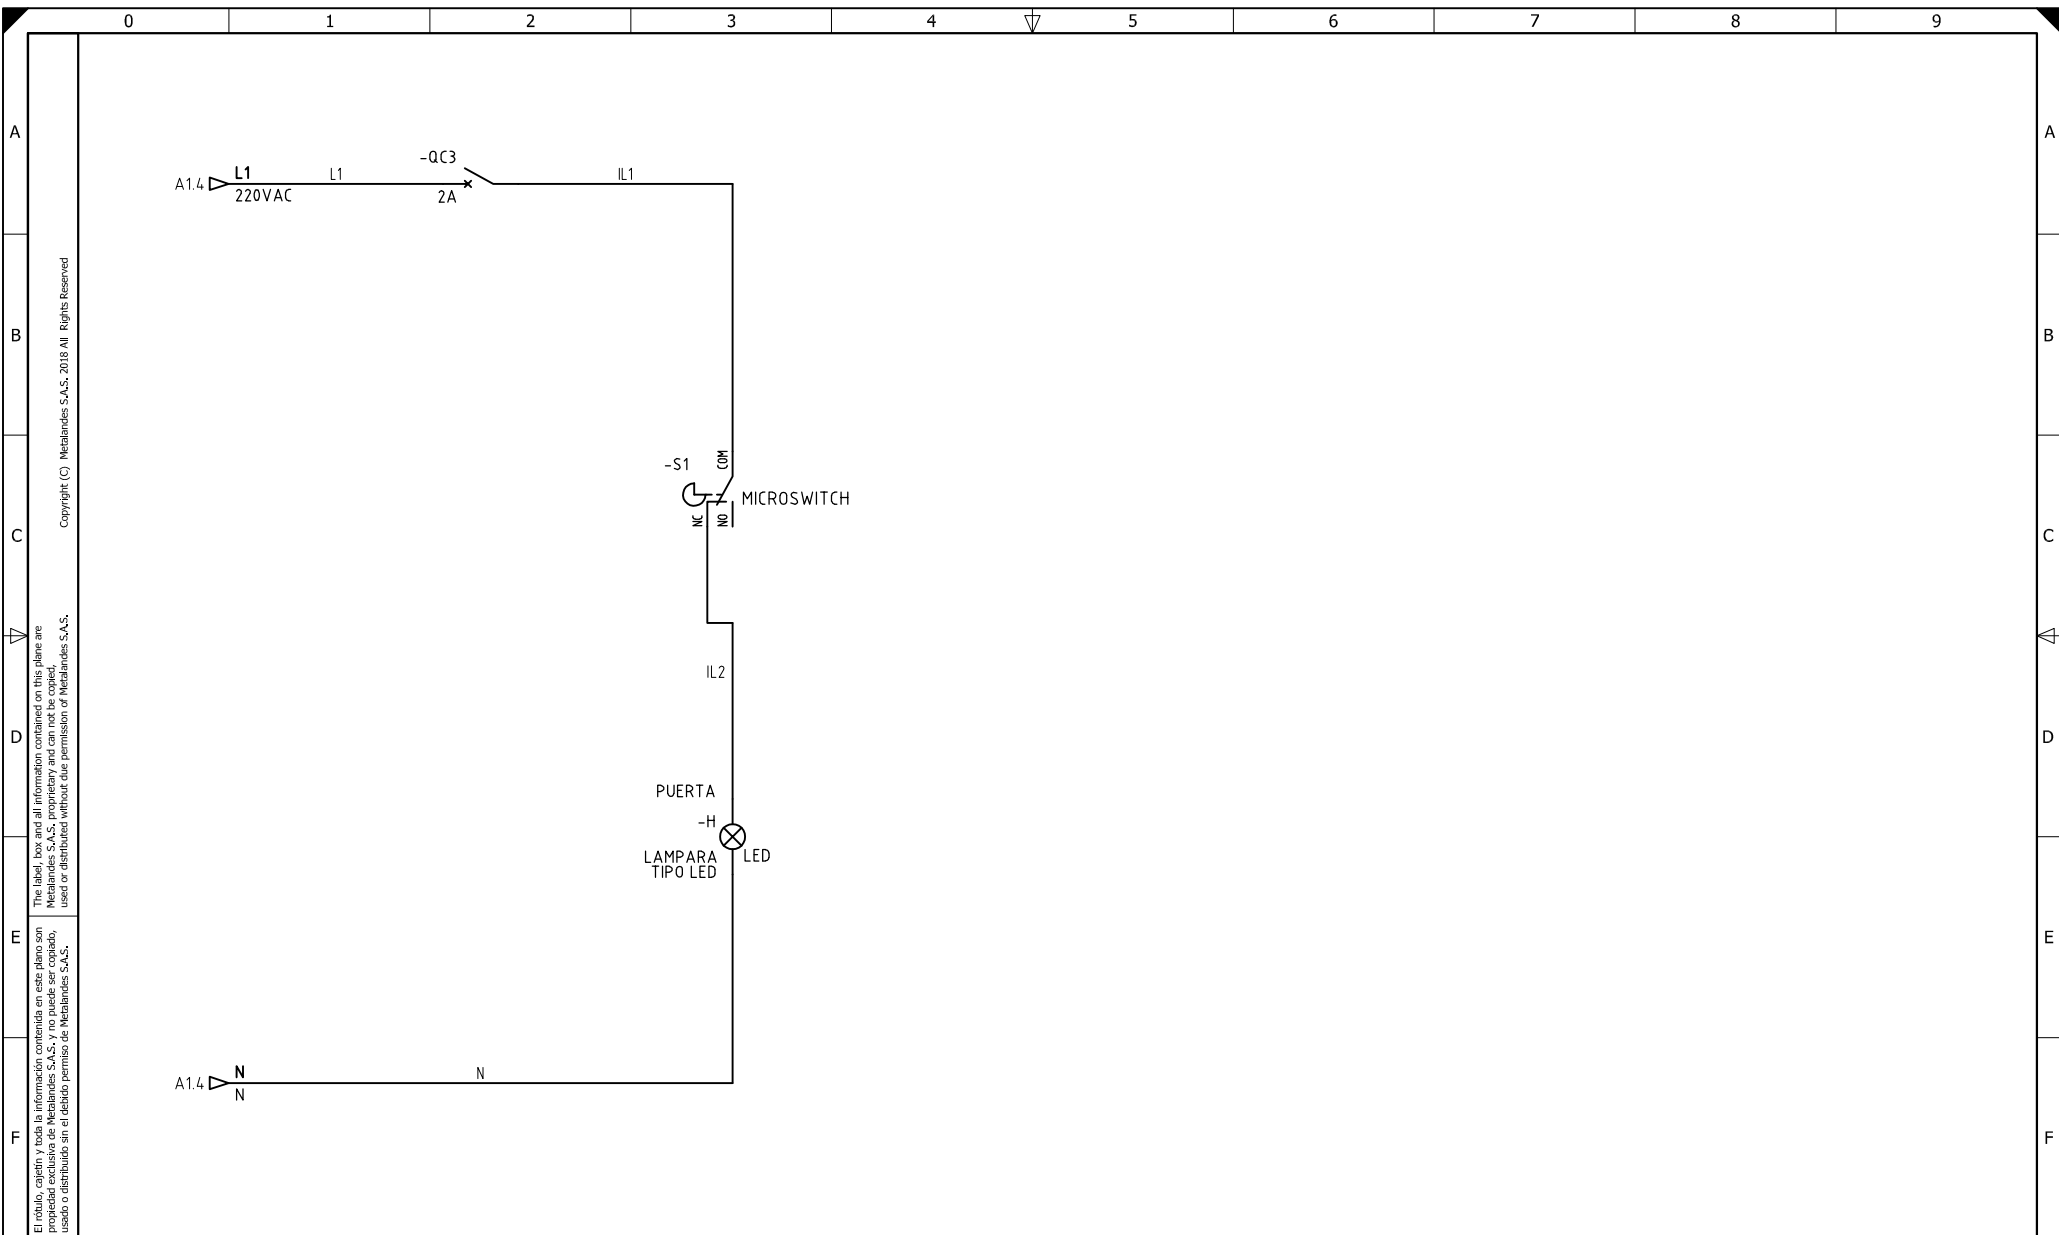 0 1 2 3 4 5 6 7 8 9
A A
-QC3
L1 L1 IL1
A1.4
220VAC 2A
B B
Copyright (C) Metalandes S.A.S. 2018 All Rights Reserved
-S1 COM
MICROSWITCH
NC NO
C C
The label, box and all information contained on this plane are
Metalandes S.A.S. proprietary and can not be copied,
used or distributed without due permission of Metalandes S.A.S.
IL2
D D
PUERTA
-H
LAMPARA LED
TIPO LED
E E
El rótulo, cajetín y toda la información contenida en este plano son
propiedad exclusiva de Metalandes S.A.S. y no puede ser copiado,
usado o distribuido sin el debido permiso de Metalandes S.A.S.
N N
A1.4
N
F F